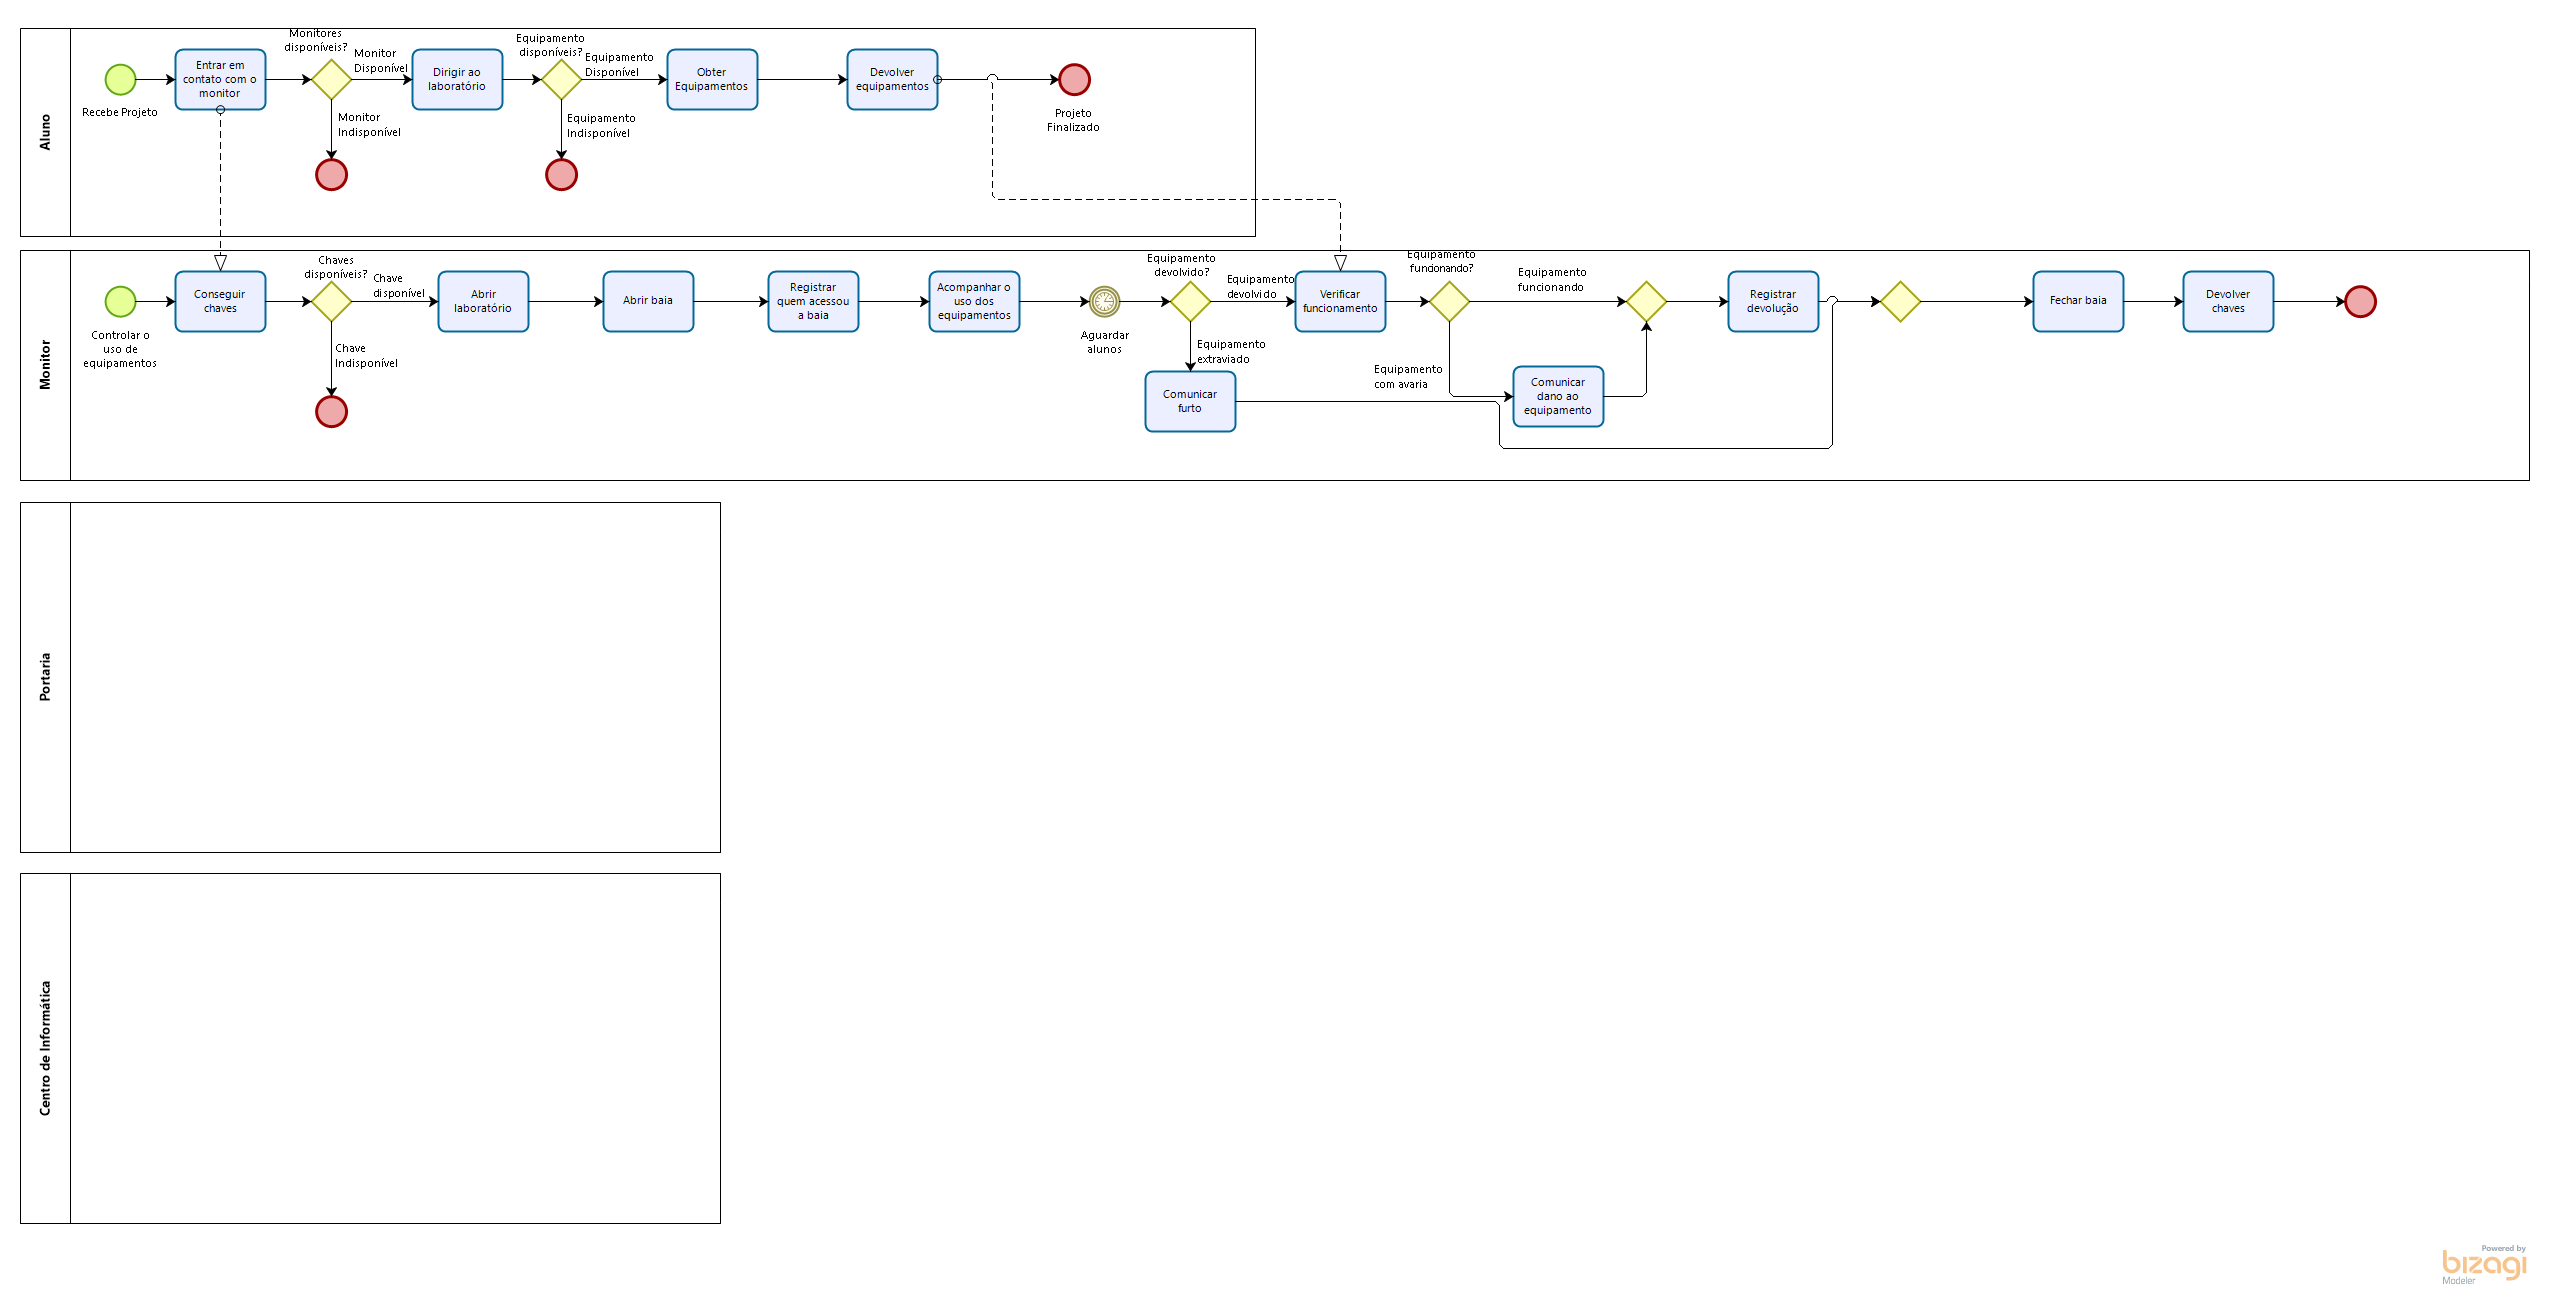 Aluno
Recebe Projeto
Entrar em
contato com o
monitor
Monitores
disponíveis?
Monitor
Disponível
Monitor
Indisponível
Dirigir ao
laboratório
Equipamento
disponíveis?
Equipamento
Disponível
Equipamento
Indisponível
Obter
Equipamentos
Devolver
equipamentos
Projeto
Finalizado
Monitor
Controlar o
uso de
equipamentos
Conseguir
chaves
Chaves
disponíveis?
Chave
disponível
Chave
Indisponível
Abrir
laboratório
Abrir baia
Registrar
quem acessou
a baia
Acompanhar o
uso dos
equipamentos
Aguardar
alunos
Equipamento
devolvido?
Equipamento
devolvido
Equipamento
extraviado
Comunicar
furto
Verificar
funcionamento
Equipamento
funcionando?
Equipamento
funcionando
Equipamento
com avaria
Comunicar
dano ao
equipamento
Registrar
devolução
Fechar baia
Devolver
chaves
Portaria
Centro de Informática
Powered by
bizagi
Modeler